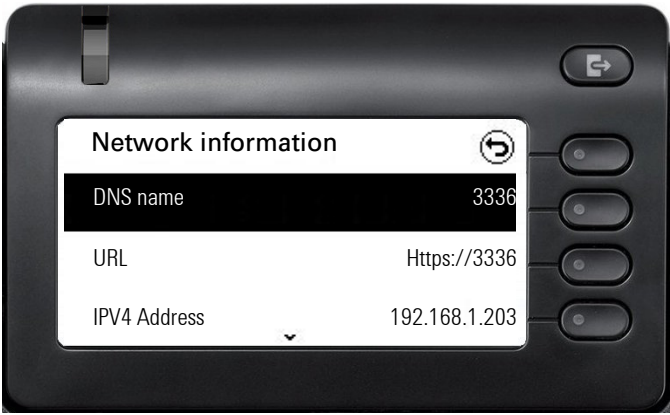 Network information
DNS name 3336
URL Https://3336
IPV4 Address 192.168.1.203